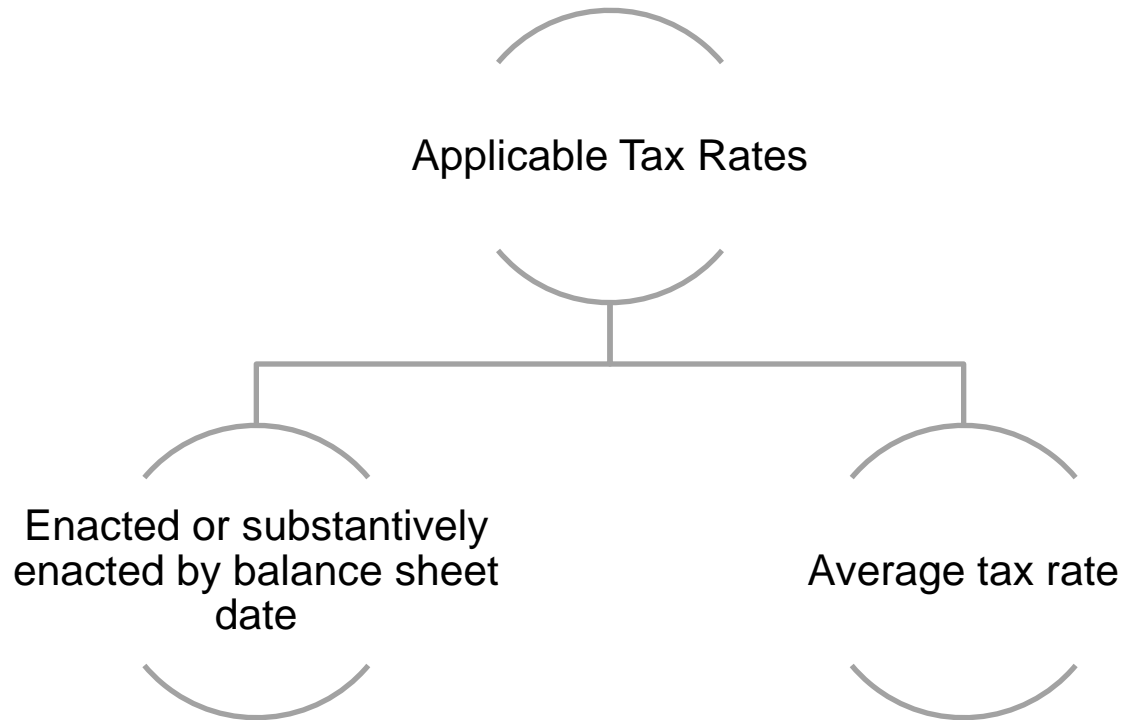 Applicable Tax Rates
Enacted or substantively
enacted by balance sheet
date
Average tax rate